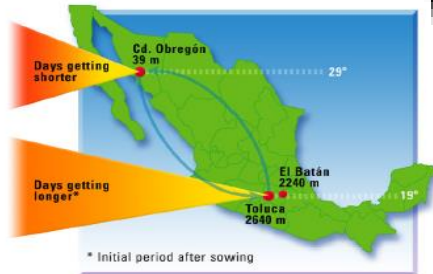 Cd. Obregón
39 m
Days getting
shorter
29°
El Batán
2240 m
Days getting
longer*
19°
Toluca
2640 m
* Initial period after sowing